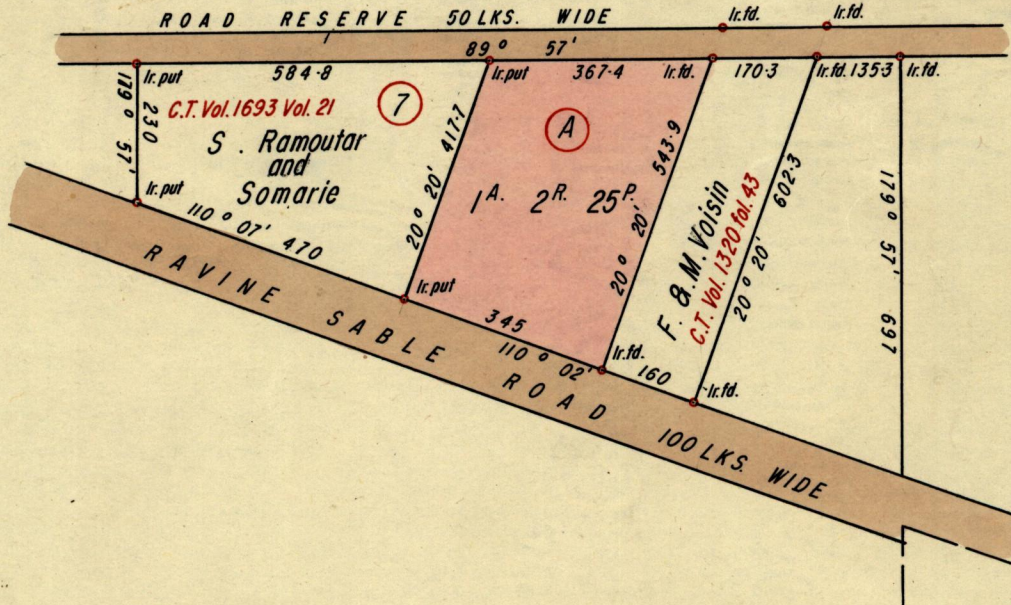 ROAD RESERVE 50 LKS. WIDE
Ir.fd.
Ir.fd.
89° 57'
Ir.put
584·8
Ir.put
367·4
Ir.fd.
170·3
Ir.fd.
135·3
Ir.fd.
179° 57'
230
C.T. Vol. 1693 Vol. 21
7
S. Ramoutar
and
Somarie
20° 20' 417·7
A
1A. 2R. 25P.
20° 20' 543·9
F. & M. Voisin
C.T. Vol. 1320 fol. 43
20° 20' 602·3
179° 57' 697
Ir.put
110° 07' 470
Ir.put
345
110° 02'
Ir.fd.
160
Ir.fd.
RAVINE SABLE ROAD 100 LKS. WIDE